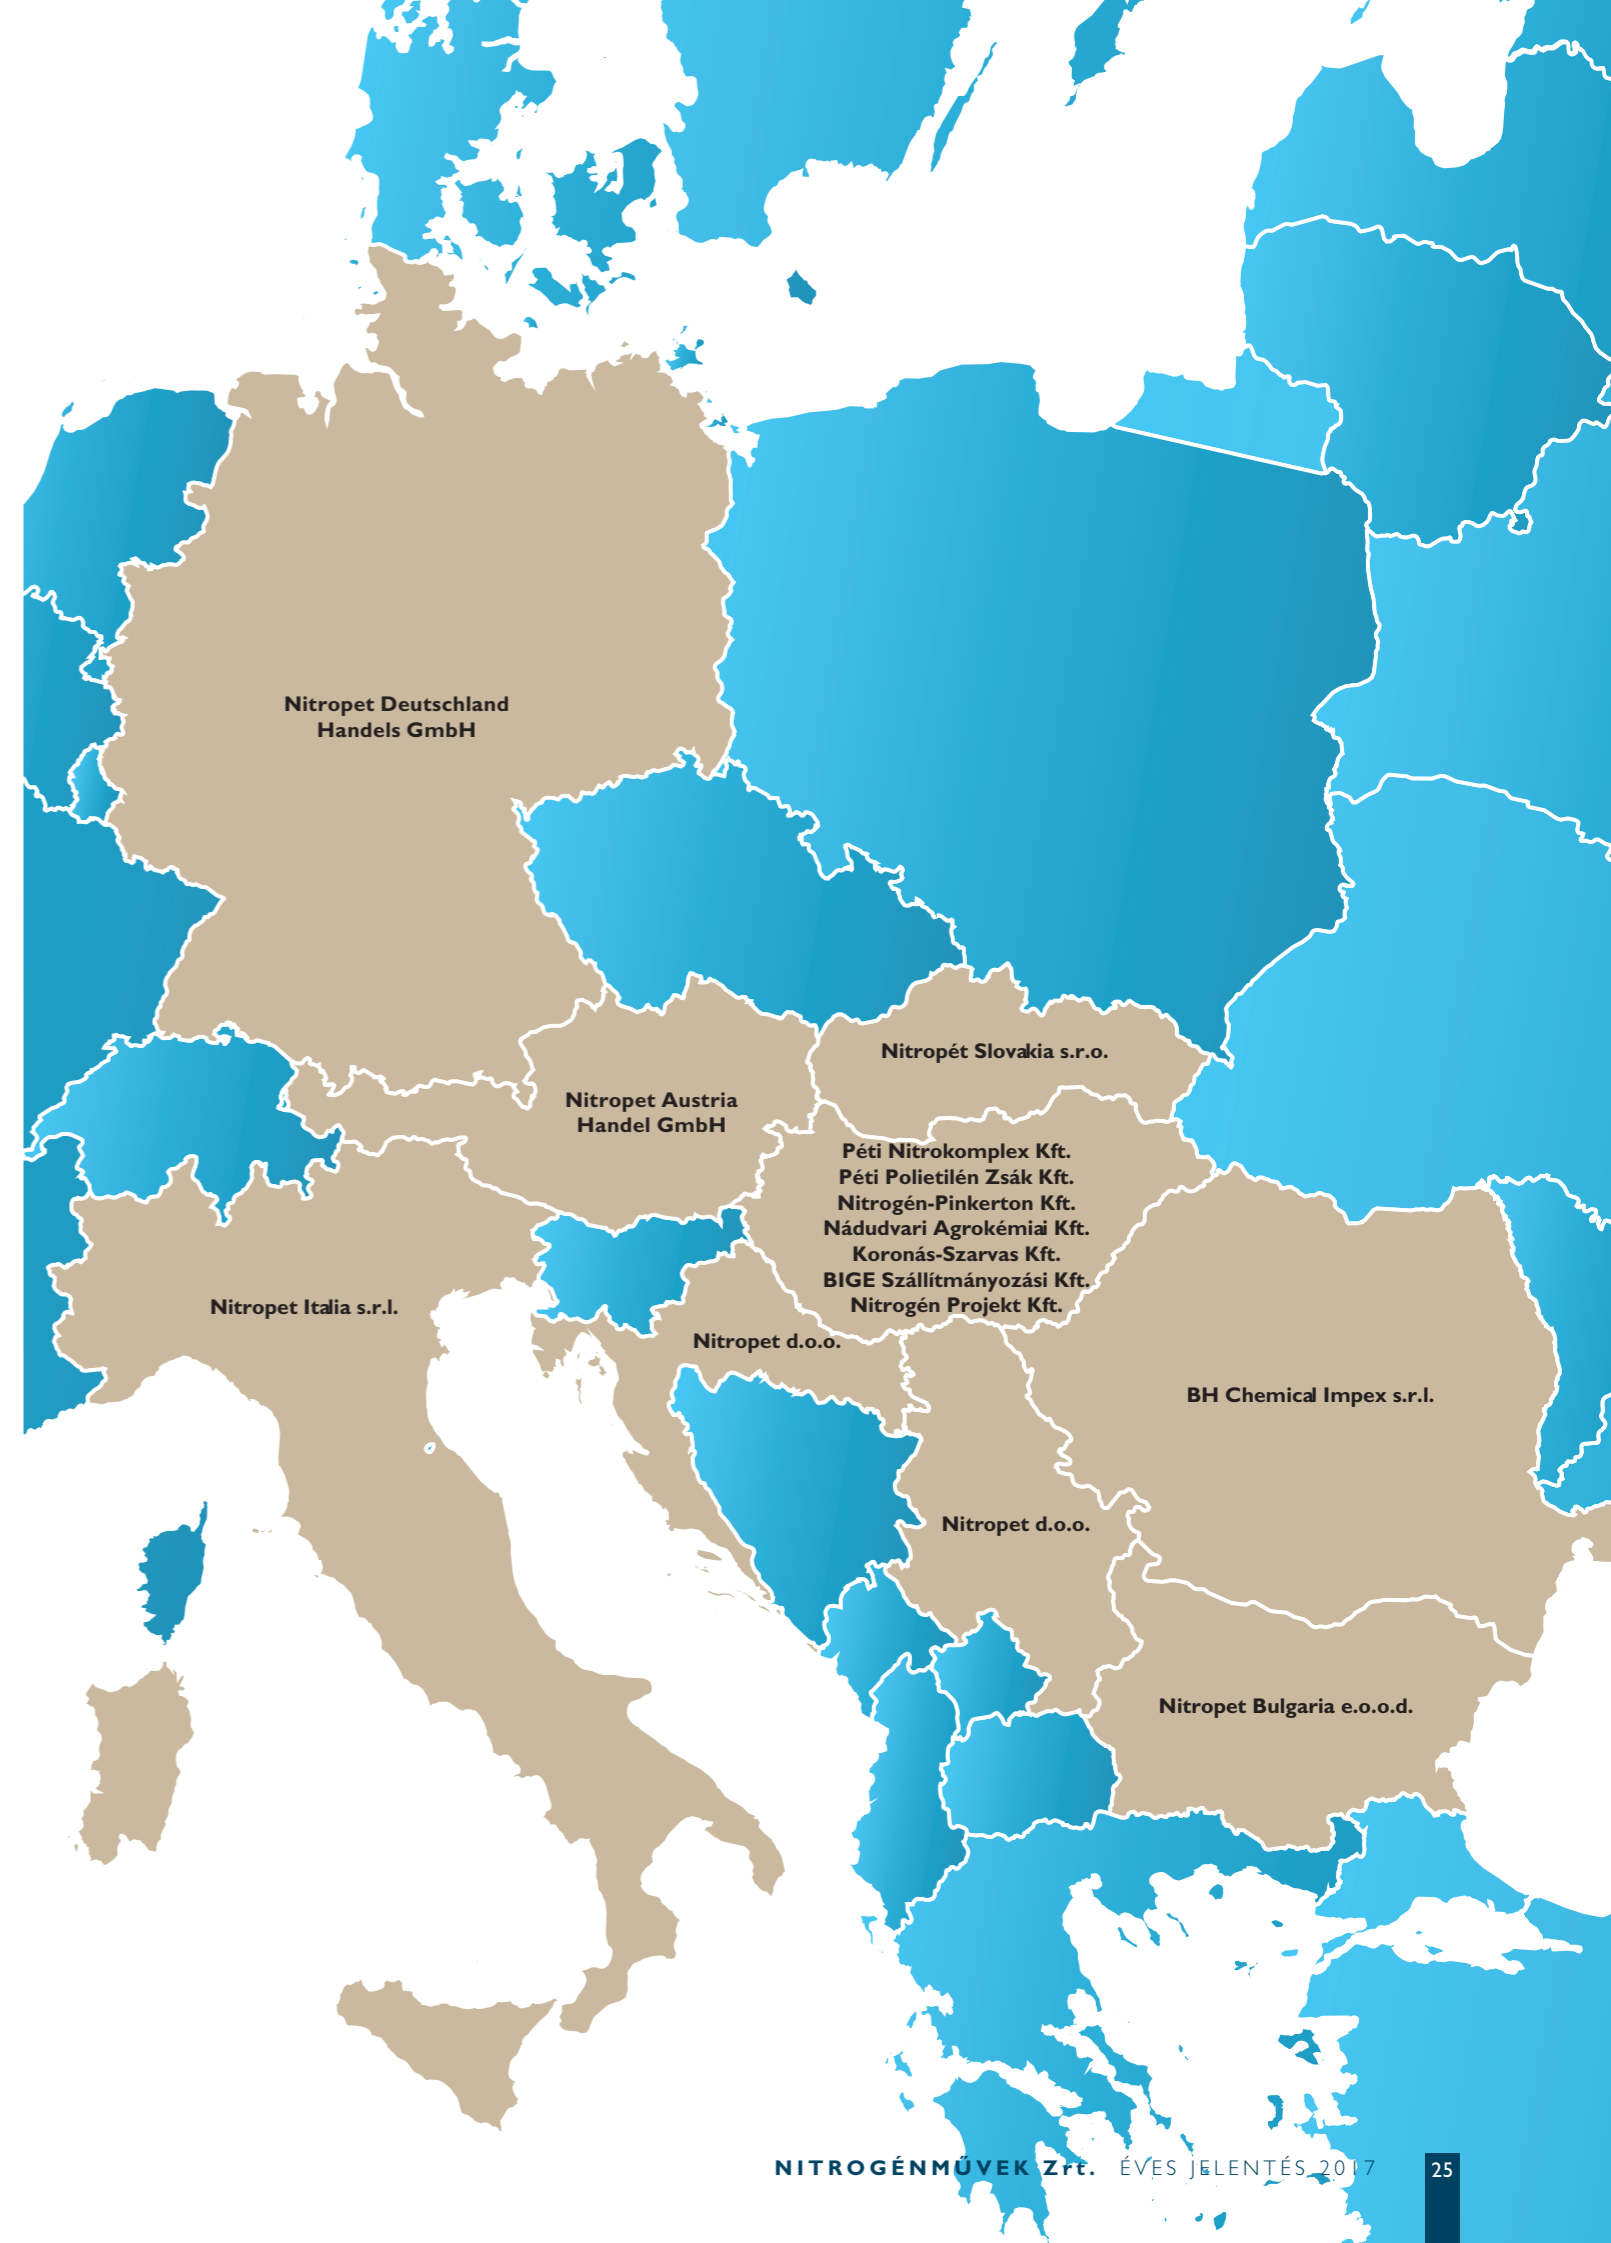 Nitropet Deutschland
Handels GmbH
Nitropét Slovakia s.r.o.
Nitropet Austria
Handel GmbH
Péti Nitrokomplex Kft.
Péti Polietilén Zsák Kft.
Nitrogén-Pinkerton Kft.
Nádudvari Agrokémiai Kft.
Koronás-Szarvas Kft.
BIGE Szállítmányozási Kft.
Nitrogén Projekt Kft.
Nitropet Italia s.r.l.
Nitropet d.o.o.
BH Chemical Impex s.r.l.
Nitropet d.o.o.
Nitropet Bulgaria e.o.o.d.
NITROGÉNMŰVEK Zrt. ÉVES JELENTÉS 2017 25